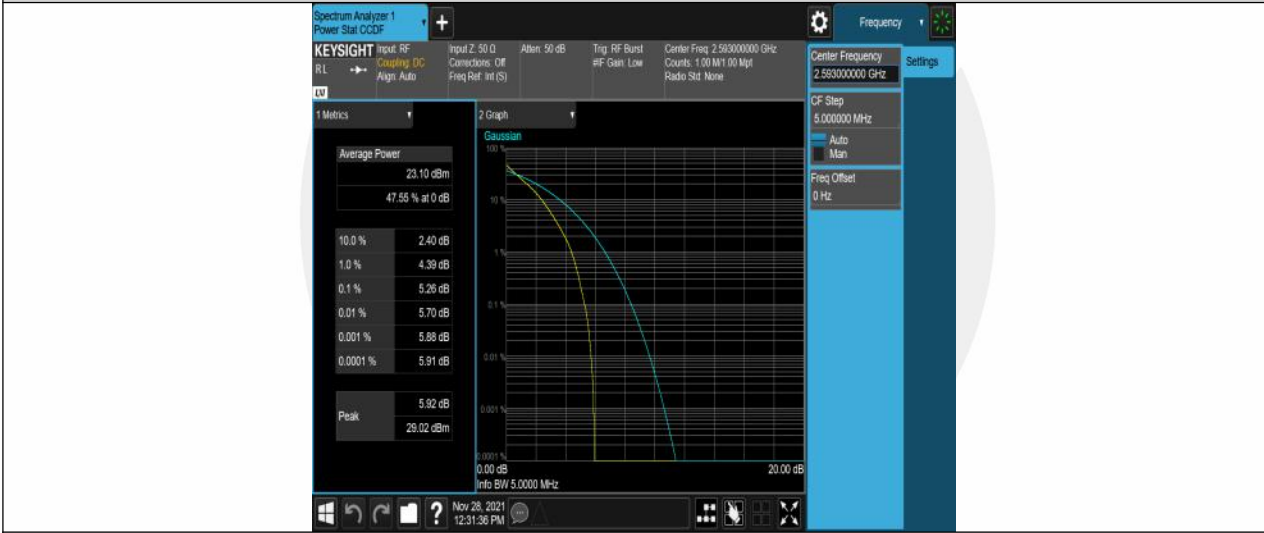 Spectrum Analyzer 1
Power Stat CCDF
+
Frequency
KEYSIGHT
Input: RF
Coupling: DC
Align: Auto
RL
LXI
Input Z: 50 Ω
Corrections: Off
Freq Ref: Int (S)
Atten: 50 dB
Trig: RF Burst
#IF Gain: Low
Center Freq: 2.593000000 GHz
Counts: 1.00 M/1.00 Mpt
Radio Std: None
Center Frequency
2.593000000 GHz
Settings
CF Step
5.000000 MHz
Auto
Man
Freq Offset
0 Hz
1 Metrics
Average Power
23.10 dBm
47.55 % at 0 dB
10.0 % 2.40 dB
1.0 % 4.39 dB
0.1 % 5.26 dB
0.01 % 5.70 dB
0.001 % 5.88 dB
0.0001 % 5.91 dB
Peak
5.92 dB
29.02 dBm
2 Graph
Gaussian
100 %
10 %
1 %
0.1 %
0.01 %
0.001 %
0.0001 %
0.00 dB
20.00 dB
Info BW 5.0000 MHz
?
Nov 28, 2021
12:31:36 PM